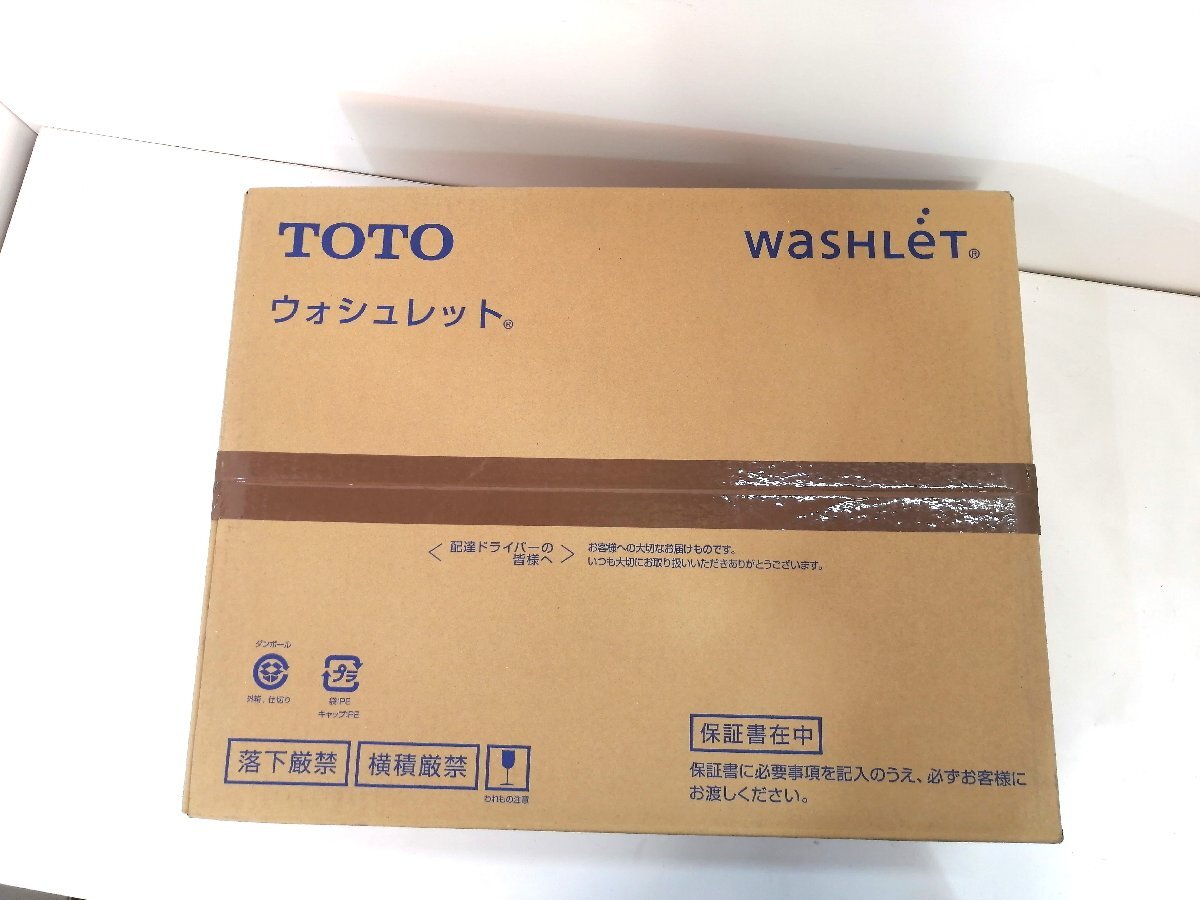 TOTO
WASHLET®
ウォシュレット®
〈 配達ドライバーの 皆様へ 〉
お客様への大切なお届けものです。
いつも大切にお取り扱いいただきありがとうございます。
ダンボール
外箱、仕切り
プラ
袋:PE
キャップ:PE
落下厳禁
横積厳禁
われもの注意
保証書在中
保証書に必要事項を記入のうえ、必ずお客様に
お渡しください。